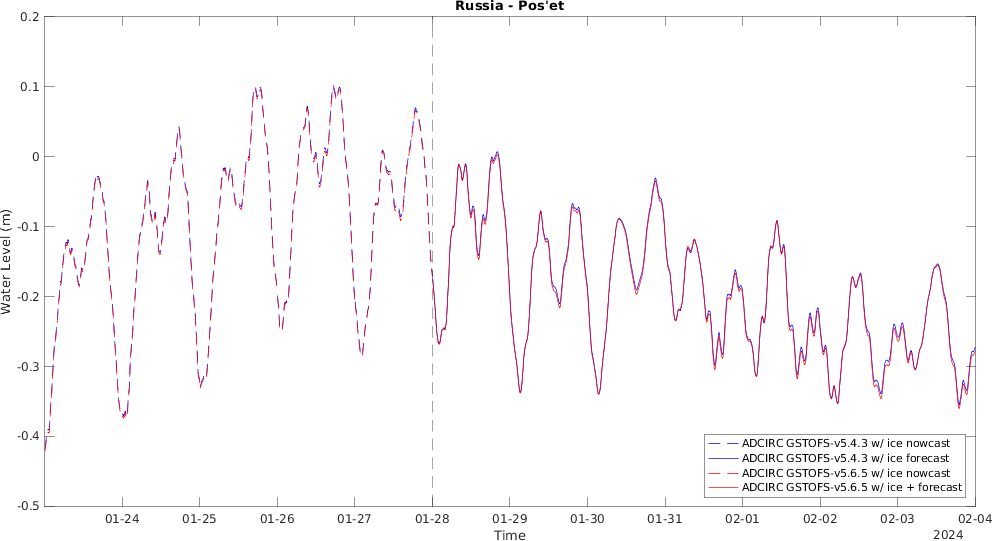 Russia - Pos'et
0.2
0.1
0
-0.1
-0.2
-0.3
-0.4
-0.5
Water Level (m)
ADCIRC GSTOFS-v5.4.3 w/ ice nowcast
ADCIRC GSTOFS-v5.4.3 w/ ice forecast
ADCIRC GSTOFS-v5.6.5 w/ ice nowcast
ADCIRC GSTOFS-v5.6.5 w/ ice + forecast
01-24 01-25 01-26 01-27 01-28 01-29 01-30 01-31 02-01 02-02 02-03 02-04
Time
2024